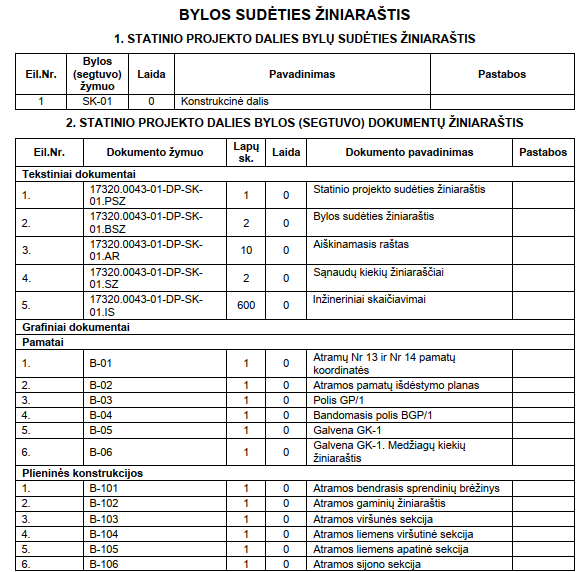 BYLOS SUDĖTIES ŽINIARAŠTIS
1. STATINIO PROJEKTO DALIES BYLŲ SUDĖTIES ŽINIARAŠTIS
Eil.Nr. Bylos (segtuvo) žymuo Laida Pavadinimas Pastabos
1 SK-01 0 Konstrukcinė dalis
2. STATINIO PROJEKTO DALIES BYLOS (SEGTUVO) DOKUMENTŲ ŽINIARAŠTIS
Eil.Nr. Dokumento žymuo Lapų sk. Laida Dokumento pavadinimas Pastabos
Tekstiniai dokumentai
1. 17320.0043-01-DP-SK-01.PSZ 1 0 Statinio projekto sudėties žiniaraštis
2. 17320.0043-01-DP-SK-01.BSZ 2 0 Bylos sudėties žiniaraštis
3. 17320.0043-01-DP-SK-01.AR 10 0 Aiškinamasis raštas
4. 17320.0043-01-DP-SK-01.SZ 2 0 Sąnaudų kiekių žiniaraščiai
5. 17320.0043-01-DP-SK-01.IS 600 0 Inžineriniai skaičiavimai
Grafiniai dokumentai
Pamatai
1. B-01 1 0 Atramų Nr 13 ir Nr 14 pamatų koordinatės
2. B-02 1 0 Atramos pamatų išdėstymo planas
3. B-03 1 0 Polis GP/1
4. B-04 1 0 Bandomasis polis BGP/1
5. B-05 1 0 Galvena GK-1
6. B-06 1 0 Galvena GK-1. Medžiagų kiekių žiniaraštis
Plieninės konstrukcijos
1. B-101 1 0 Atramos bendrasis sprendinių brėžinys
2. B-102 1 0 Atramos gaminių žiniaraštis
3. B-103 1 0 Atramos viršunės sekcija
4. B-104 1 0 Atramos liemens viršutinė sekcija
5. B-105 1 0 Atramos liemens apatinė sekcija
6. B-106 1 0 Atramos sijono sekcija